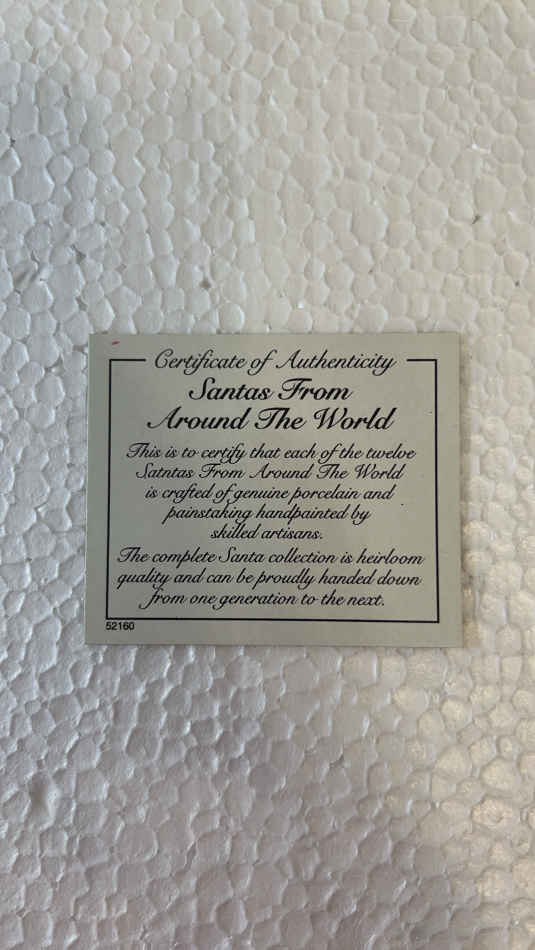 Certificate of Authenticity
Santas From
Around The World
This is to certify that each of the twelve
Satntas From Around The World
is crafted of genuine porcelain and
painstaking handpainted by
skilled artisans.
The complete Santa collection is heirloom
quality and can be proudly handed down
from one generation to the next.
52160